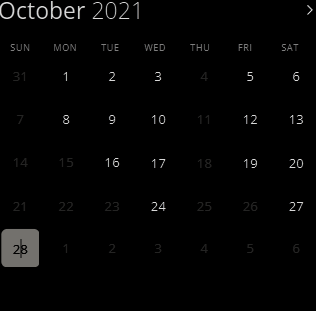 October 2021
SUN MON TUE WED THU FRI SAT
31 1 2 3 4 5 6
7 8 9 10 11 12 13
14 15 16 17 18 19 20
21 22 23 24 25 26 27
28 1 2 3 4 5 6